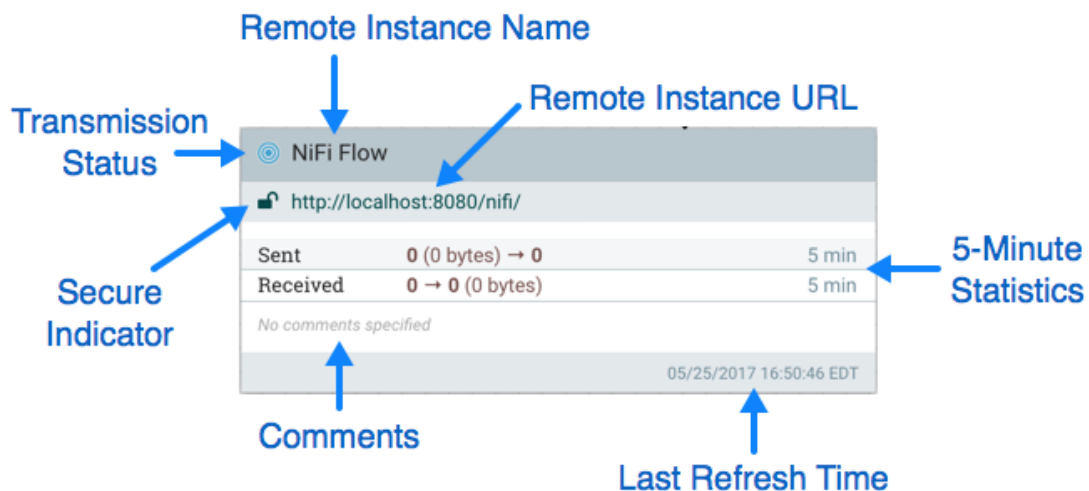 Remote Instance Name
Remote Instance URL
Transmission
Status
NiFi Flow
http://localhost:8080/nifi/
Sent 0 (0 bytes) → 0 5 min
Received 0 → 0 (0 bytes) 5 min
5-Minute
Statistics
Secure
Indicator
No comments specified
05/25/2017 16:50:46 EDT
Comments
Last Refresh Time